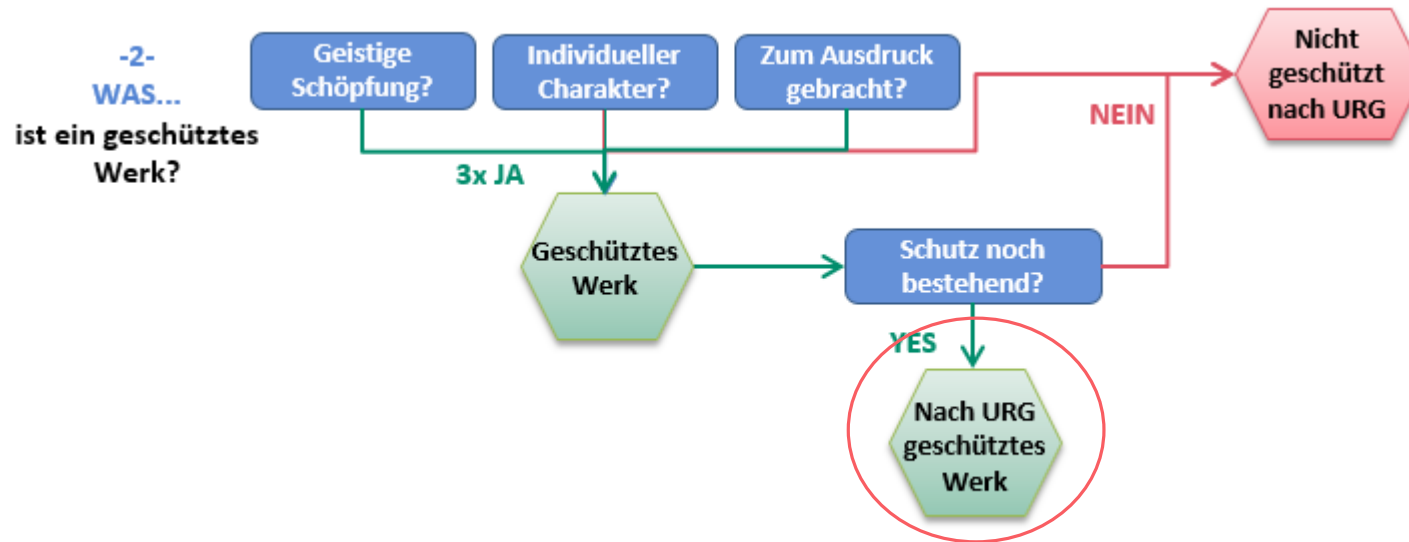 -2-
WAS...
ist ein geschütztes
Werk?
Geistige
Schöpfung?
Individueller
Charakter?
Zum Ausdruck
gebracht?
Nicht
geschützt
nach URG
NEIN
3x JA
Geschütztes
Werk
Schutz noch
bestehend?
YES
Nach URG
geschütztes
Werk